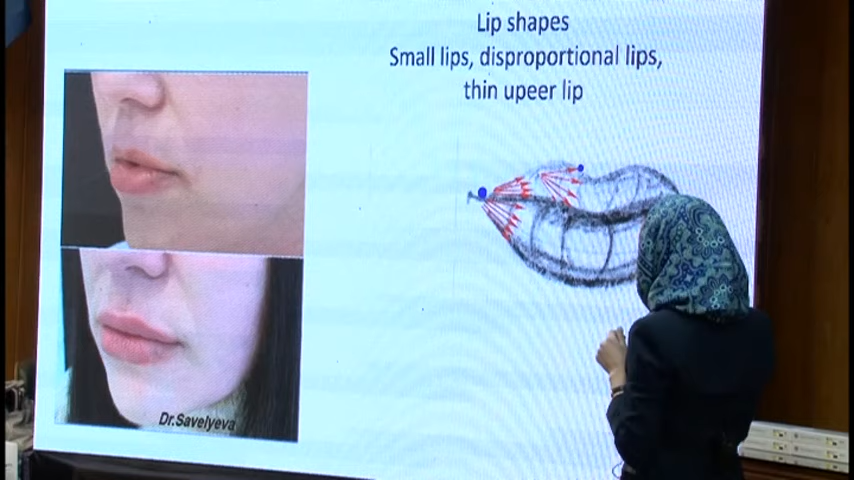 Lip shapes
Small lips, disproportional lips,
thin upeer lip
Dr.Savelyeva